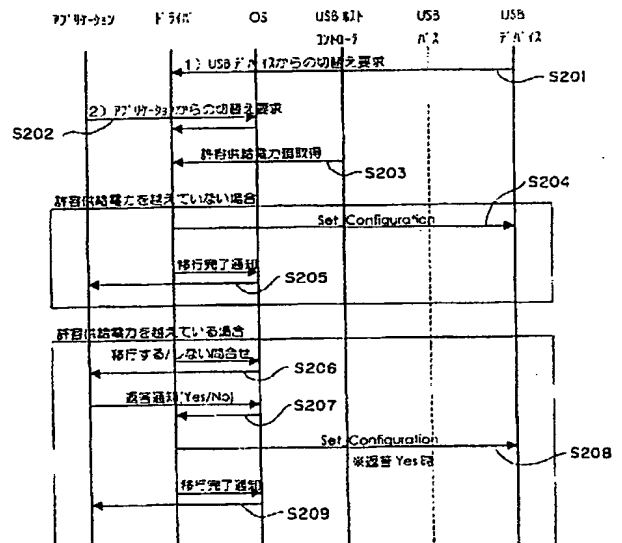 アプリケーション ドライバ OS USBホスト コントローラ USB バス USB デバイス
1) USBデバイスからの切替え要求
S201
2) アプリケーションからの切替え要求
S202
許容供給電力値取得
S203
許容供給電力を越えていない場合
S204
Set Configuration
移行完了通知
S205
許容供給電力を越えている場合
移行する/しない問合せ
S206
返答通知(Yes/No)
S207
Set Configuration
S208
※返答Yes時
移行完了通知
S209